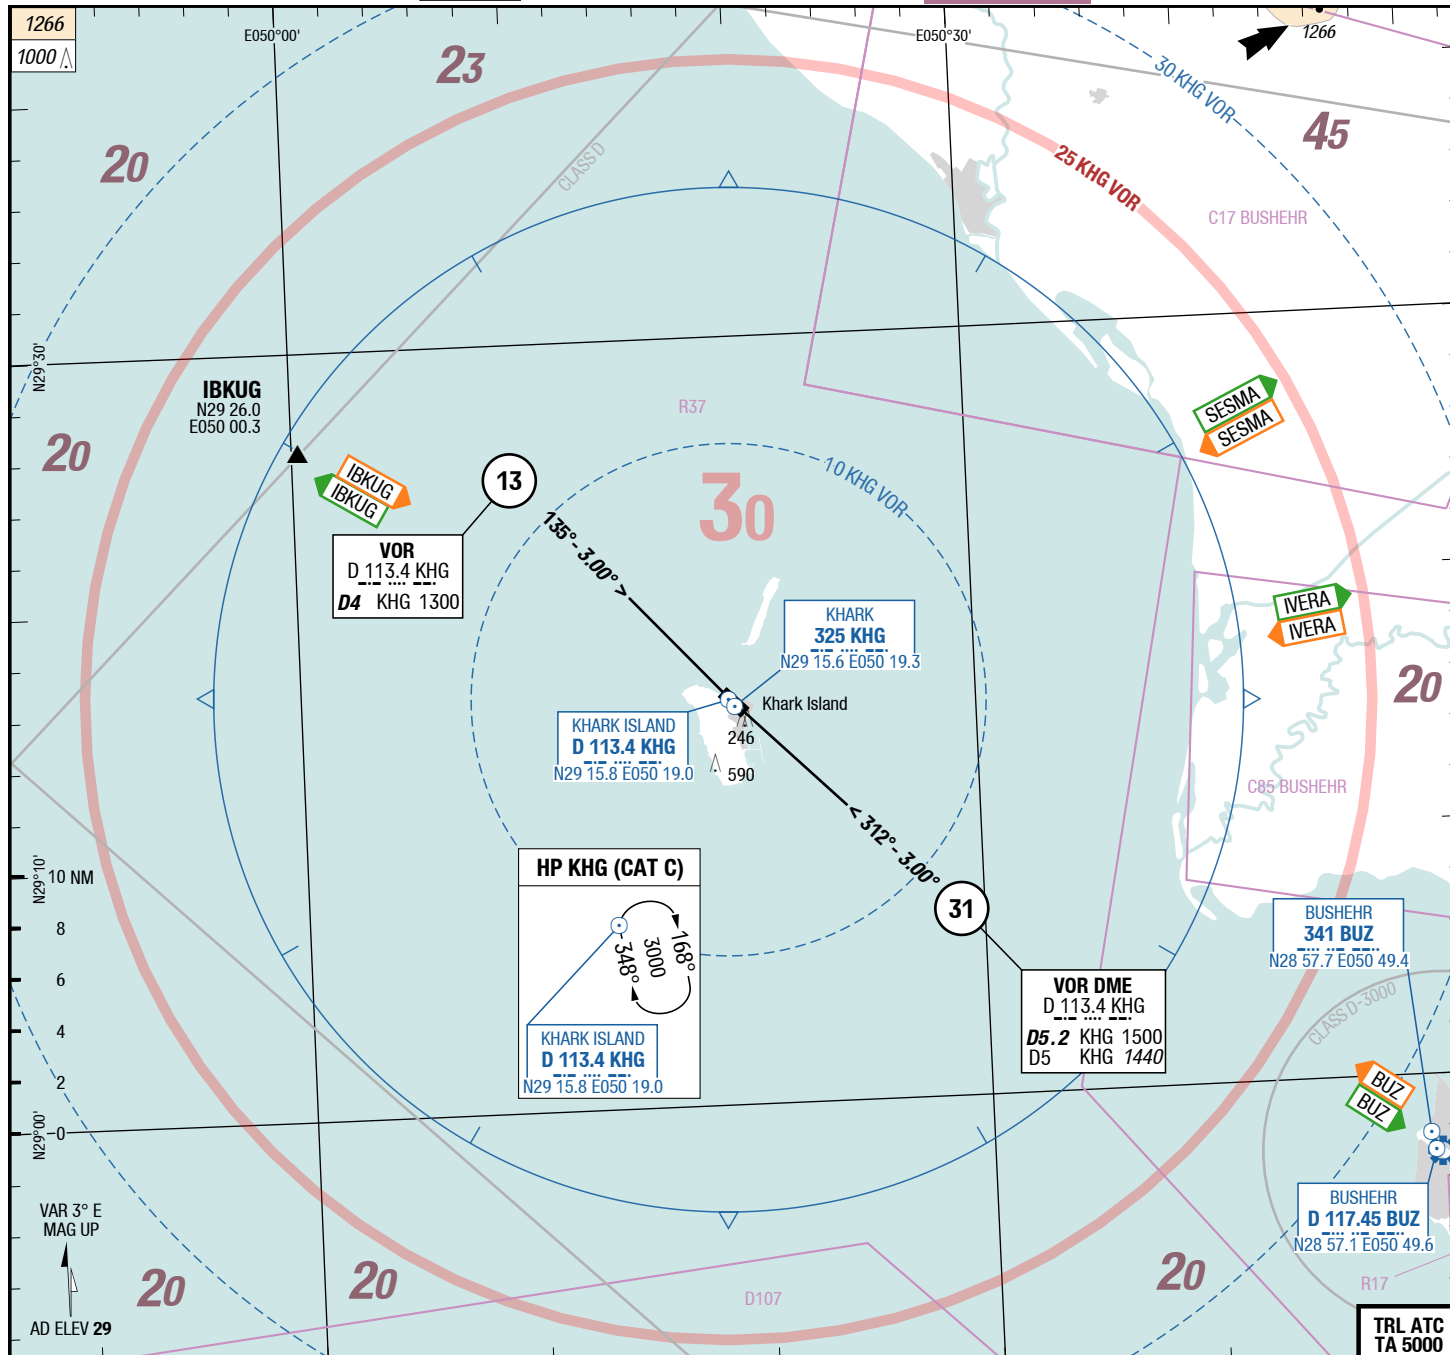 1266
1000
E050°00'
E050°30'
1266
23
20
45
30 KHG VOR
25 KHG VOR
CLASS D
C17 BUSHEHR
N29°30'
IBKUG
N29 26.0
E050 00.3
R37
20
SESMA
SESMA
IBKUG
IBKUG
13
10 KHG VOR
30
VOR
D 113.4 KHG
D4 KHG 1300
135° - 3.00° >
KHARK
325 KHG
N29 15.6 E050 19.3
IVERA
IVERA
20
Khark Island
KHARK ISLAND
D 113.4 KHG
N29 15.8 E050 19.0
246
590
C85 BUSHEHR
< 312° - 3.00°
N29°10'
10 NM
8
6
4
2
0
N29°00'
HP KHG (CAT C)
348°
3000
168°
KHARK ISLAND
D 113.4 KHG
N29 15.8 E050 19.0
31
VOR DME
D 113.4 KHG
D5.2 KHG 1500
D5 KHG 1440
BUSHEHR
341 BUZ
N28 57.7 E050 49.4
CLASS D-3000
BUZ
BUZ
BUSHEHR
D 117.45 BUZ
N28 57.1 E050 49.6
VAR 3° E
MAG UP
AD ELEV 29
20
20
D107
20
R17
TRL ATC
TA 5000